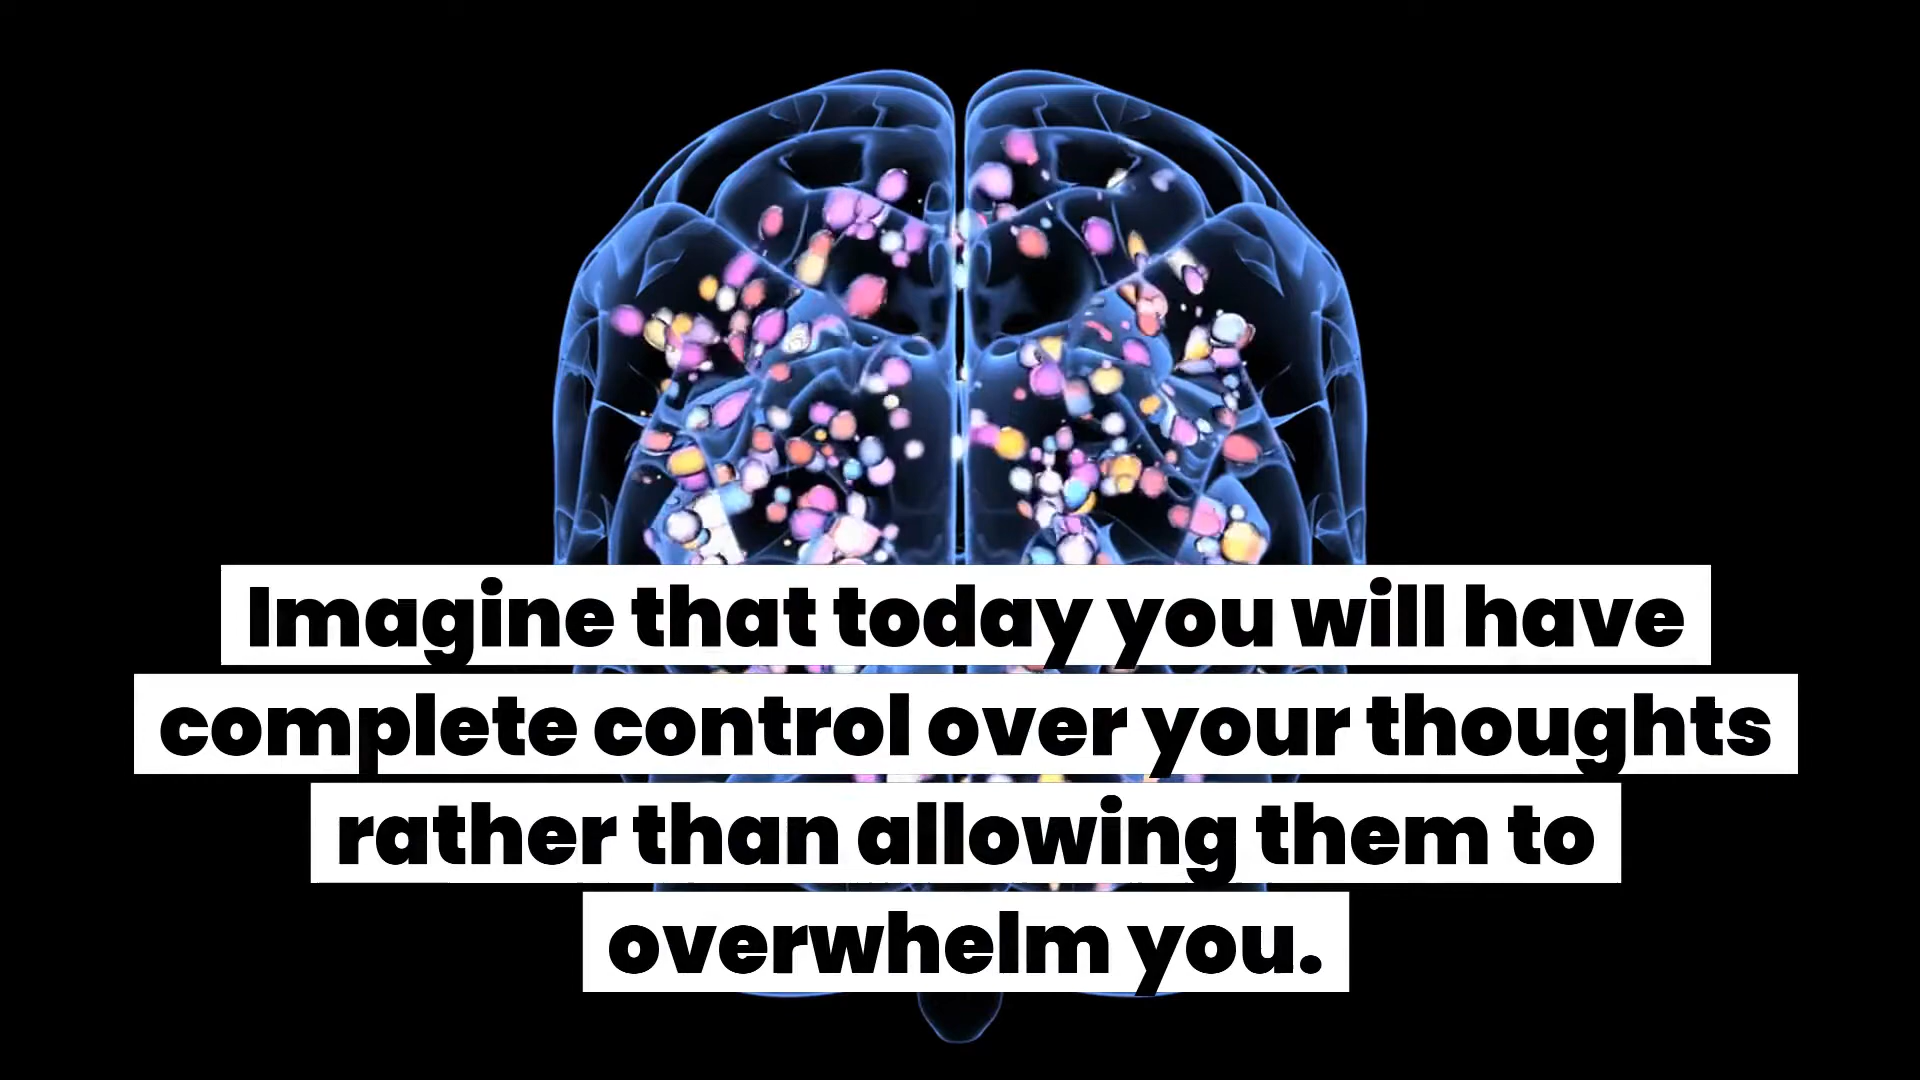 Imagine that today you will have
complete control over your thoughts
rather than allowing them to
overwhelm you.